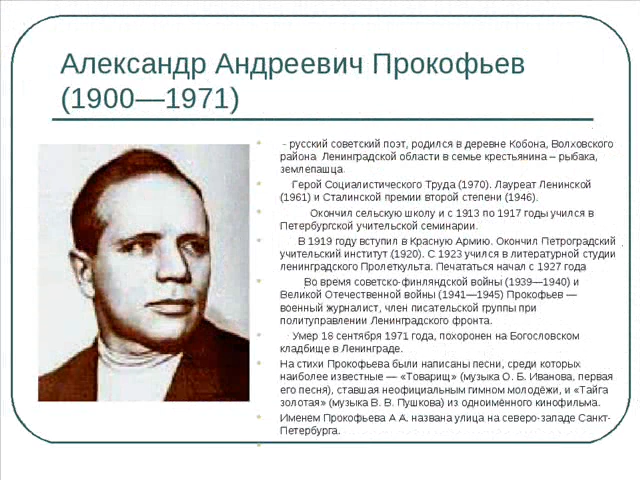 Александр Андреевич Прокофьев
(1900—1971)
- русский советский поэт, родился в деревне Кобона, Волховского
района Ленинградской области в семье крестьянина – рыбака,
землепашца.
Герой Социалистического Труда (1970). Лауреат Ленинской
(1961) и Сталинской премии второй степени (1946).
Окончил сельскую школу и с 1913 по 1917 годы учился в
Петербургской учительской семинарии.
В 1919 году вступил в Красную Армию. Окончил Петроградский
учительский институт (1920). С 1923 учился в литературной студии
ленинградского Пролеткульта. Печататься начал с 1927 года
Во время советско-финляндской войны (1939—1940) и
Великой Отечественной войны (1941—1945) Прокофьев —
военный журналист, член писательской группы при
политуправлении Ленинградского фронта.
Умер 18 сентября 1971 года, похоронен на Богословском
кладбище в Ленинграде.
На стихи Прокофьева были написаны песни, среди которых
наиболее известные — «Товарищ» (музыка О. Б. Иванова, первая
его песня), ставшая неофициальным гимном молодёжи, и «Тайга
золотая» (музыка В. В. Пушкова) из одноимённого кинофильма.
Именем Прокофьева А А. названа улица на северо-западе Санкт-
Петербурга.